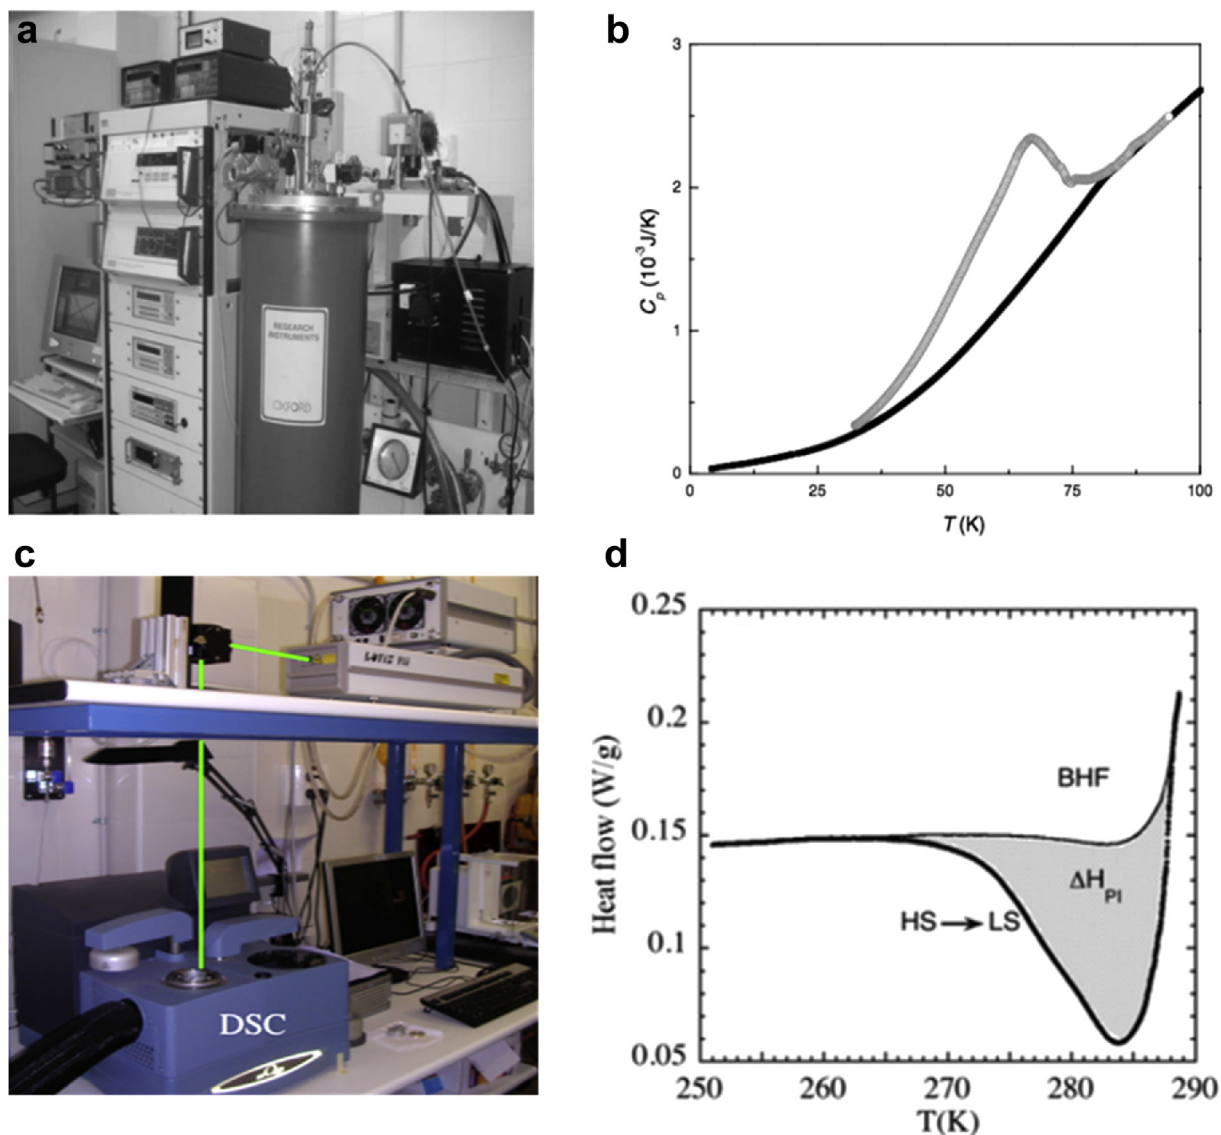 a
RESEARCH
INSTRUMENTS
OXFORD
b
3
2
1
0
C_p (10^-3 J/K)
0 25 50 75 100
T (K)
c
DSC
d
0.25
0.2
0.15
0.1
0.05
Heat flow (W/g)
BHF
ΔH_PI
HS → LS
250 260 270 280 290
T(K)